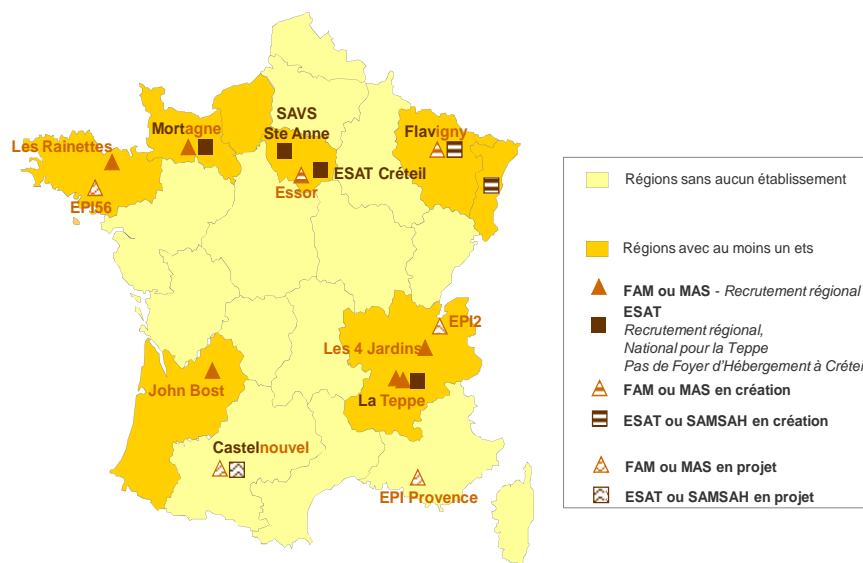 SAVS
Ste Anne
Mortagne
Flavigny
Les Rainettes
ESAT Créteil
Essor
EPI56
EPI2
Les 4 Jardins
John Bost
La Teppe
Castelnouvel
EPI Provence
Régions sans aucun établissement
Régions avec au moins un ets
FAM ou MAS - Recrutement régional
ESAT
Recrutement régional,
National pour la Teppe
Pas de Foyer d'Hébergement à Crétei
FAM ou MAS en création
ESAT ou SAMSAH en création
FAM ou MAS en projet
ESAT ou SAMSAH en projet